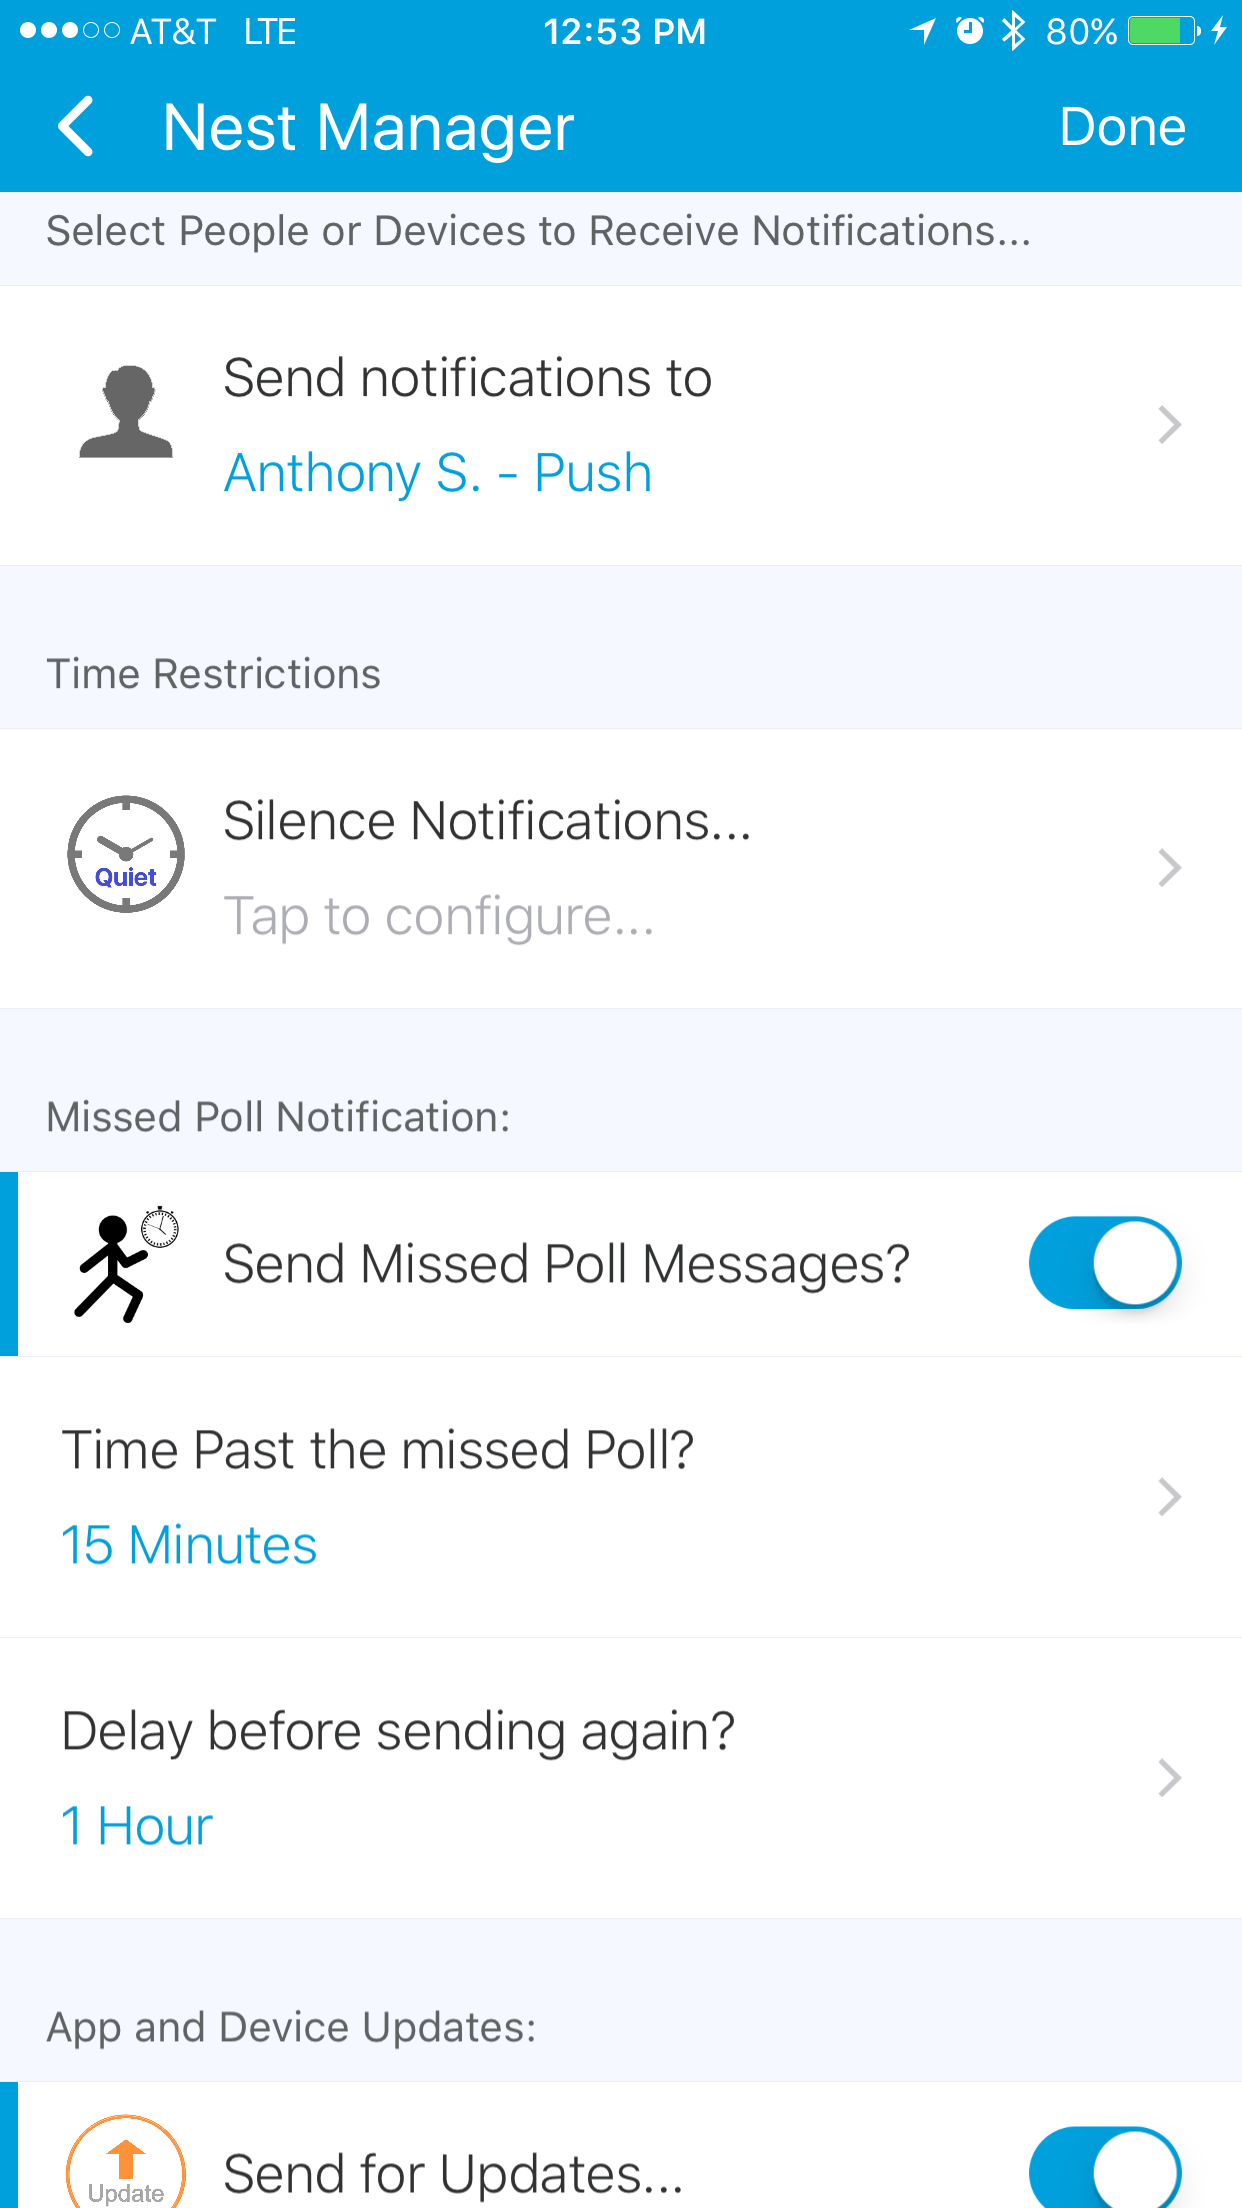 AT&T LTE 12:53 PM 80%
Nest Manager Done
Select People or Devices to Receive Notifications...
Send notifications to
Anthony S. - Push
Time Restrictions
Silence Notifications...
Quiet
Tap to configure...
Missed Poll Notification:
Send Missed Poll Messages?
Time Past the missed Poll?
15 Minutes
Delay before sending again?
1 Hour
App and Device Updates:
Send for Updates...
Update